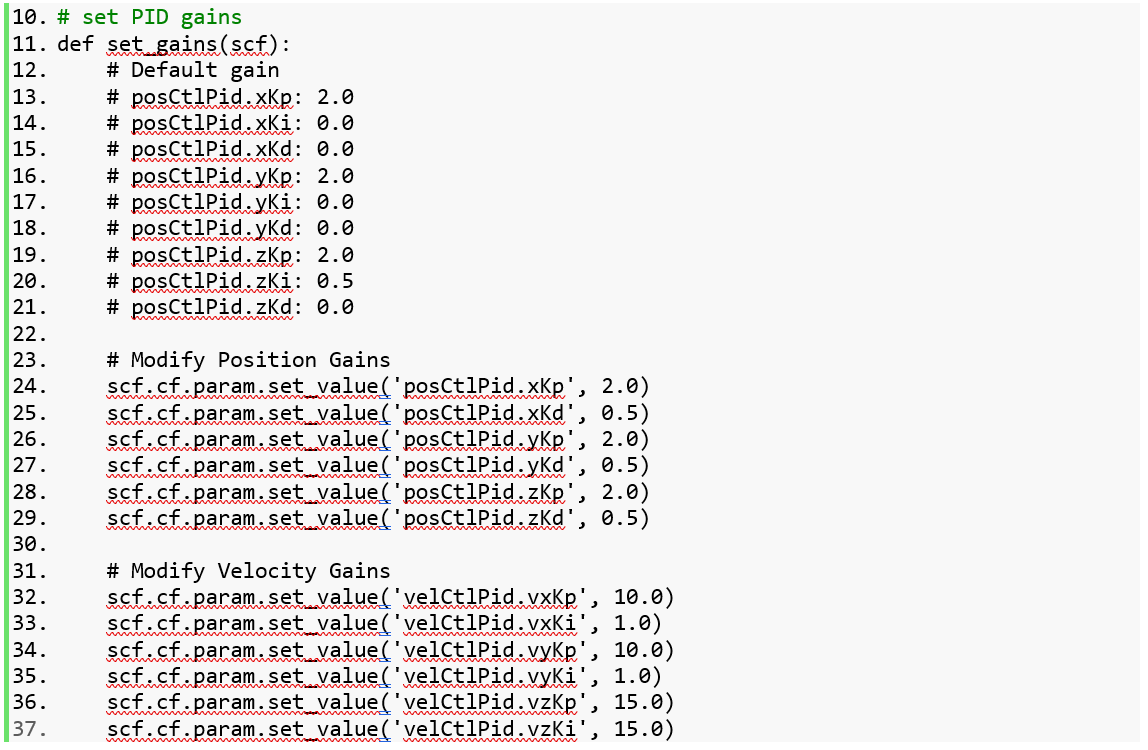 10. # set PID gains
11. def set_gains(scf):
12.     # Default gain
13.     # posCtlPid.xKp: 2.0
14.     # posCtlPid.xKi: 0.0
15.     # posCtlPid.xKd: 0.0
16.     # posCtlPid.yKp: 2.0
17.     # posCtlPid.yKi: 0.0
18.     # posCtlPid.yKd: 0.0
19.     # posCtlPid.zKp: 2.0
20.     # posCtlPid.zKi: 0.5
21.     # posCtlPid.zKd: 0.0
22.
23.     # Modify Position Gains
24.     scf.cf.param.set_value('posCtlPid.xKp', 2.0)
25.     scf.cf.param.set_value('posCtlPid.xKd', 0.5)
26.     scf.cf.param.set_value('posCtlPid.yKp', 2.0)
27.     scf.cf.param.set_value('posCtlPid.yKd', 0.5)
28.     scf.cf.param.set_value('posCtlPid.zKp', 2.0)
29.     scf.cf.param.set_value('posCtlPid.zKd', 0.5)
30.
31.     # Modify Velocity Gains
32.     scf.cf.param.set_value('velCtlPid.vxKp', 10.0)
33.     scf.cf.param.set_value('velCtlPid.vxKi', 1.0)
34.     scf.cf.param.set_value('velCtlPid.vyKp', 10.0)
35.     scf.cf.param.set_value('velCtlPid.vyKi', 1.0)
36.     scf.cf.param.set_value('velCtlPid.vzKp', 15.0)
37.     scf.cf.param.set_value('velCtlPid.vzKi', 15.0)